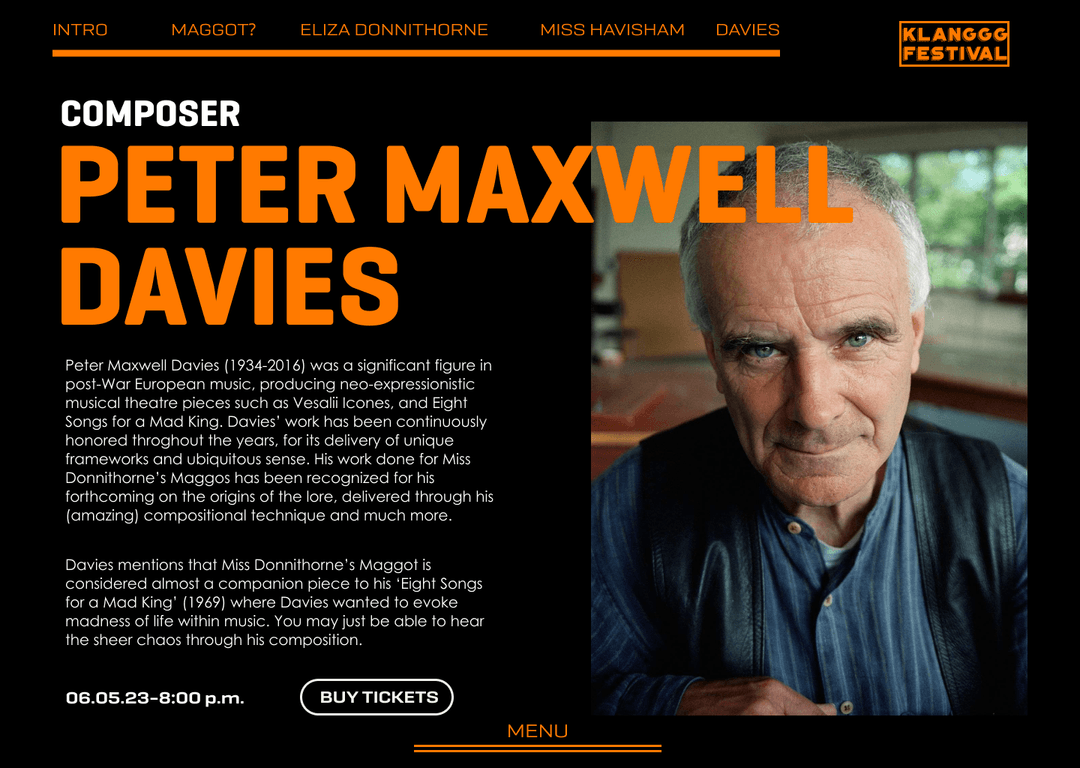 INTRO MAGGOT? ELIZA DONNITHORNE MISS HAVISHAM DAVIES
KLANGGG
FESTIVAL
COMPOSER
PETER MAXWELL
DAVIES
Peter Maxwell Davies (1934-2016) was a significant figure in
post-War European music, producing neo-expressionistic
musical theatre pieces such as Vesalii Icones, and Eight
Songs for a Mad King. Davies’ work has been continuously
honored throghout the years, for its delivery of unique
frameworks and ubiquitous sense. His work done for Miss
Donnithorne’s Maggos has been recognized for his
forthcoming on the origins of the lore, delivered through his
(amazing) compositional technique and much more.
Davies mentions that Miss Donnithorne’s Maggot is
considered almost a companion piece to his ‘Eight Songs
for a Mad King’ (1969) where Davies wanted to evoke
madness of life within music. You may just be able to hear
the sheer chaos through his composition.
06.05.23-8:00 p.m. BUY TICKETS
MENU